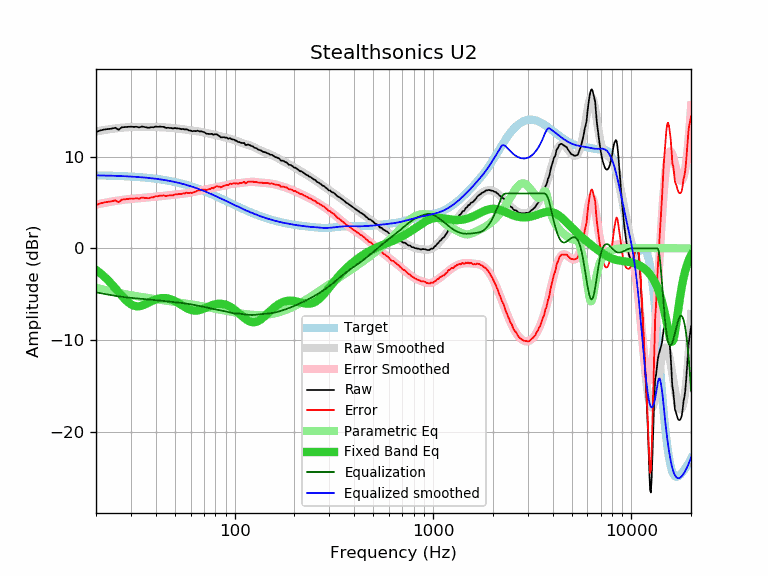 Stealthsonics U2
Amplitude (dBr)
10
0
−10
−20
Target
Raw Smoothed
Error Smoothed
Raw
Error
Parametric Eq
Fixed Band Eq
Equalization
Equalized smoothed
100 1000 10000
Frequency (Hz)